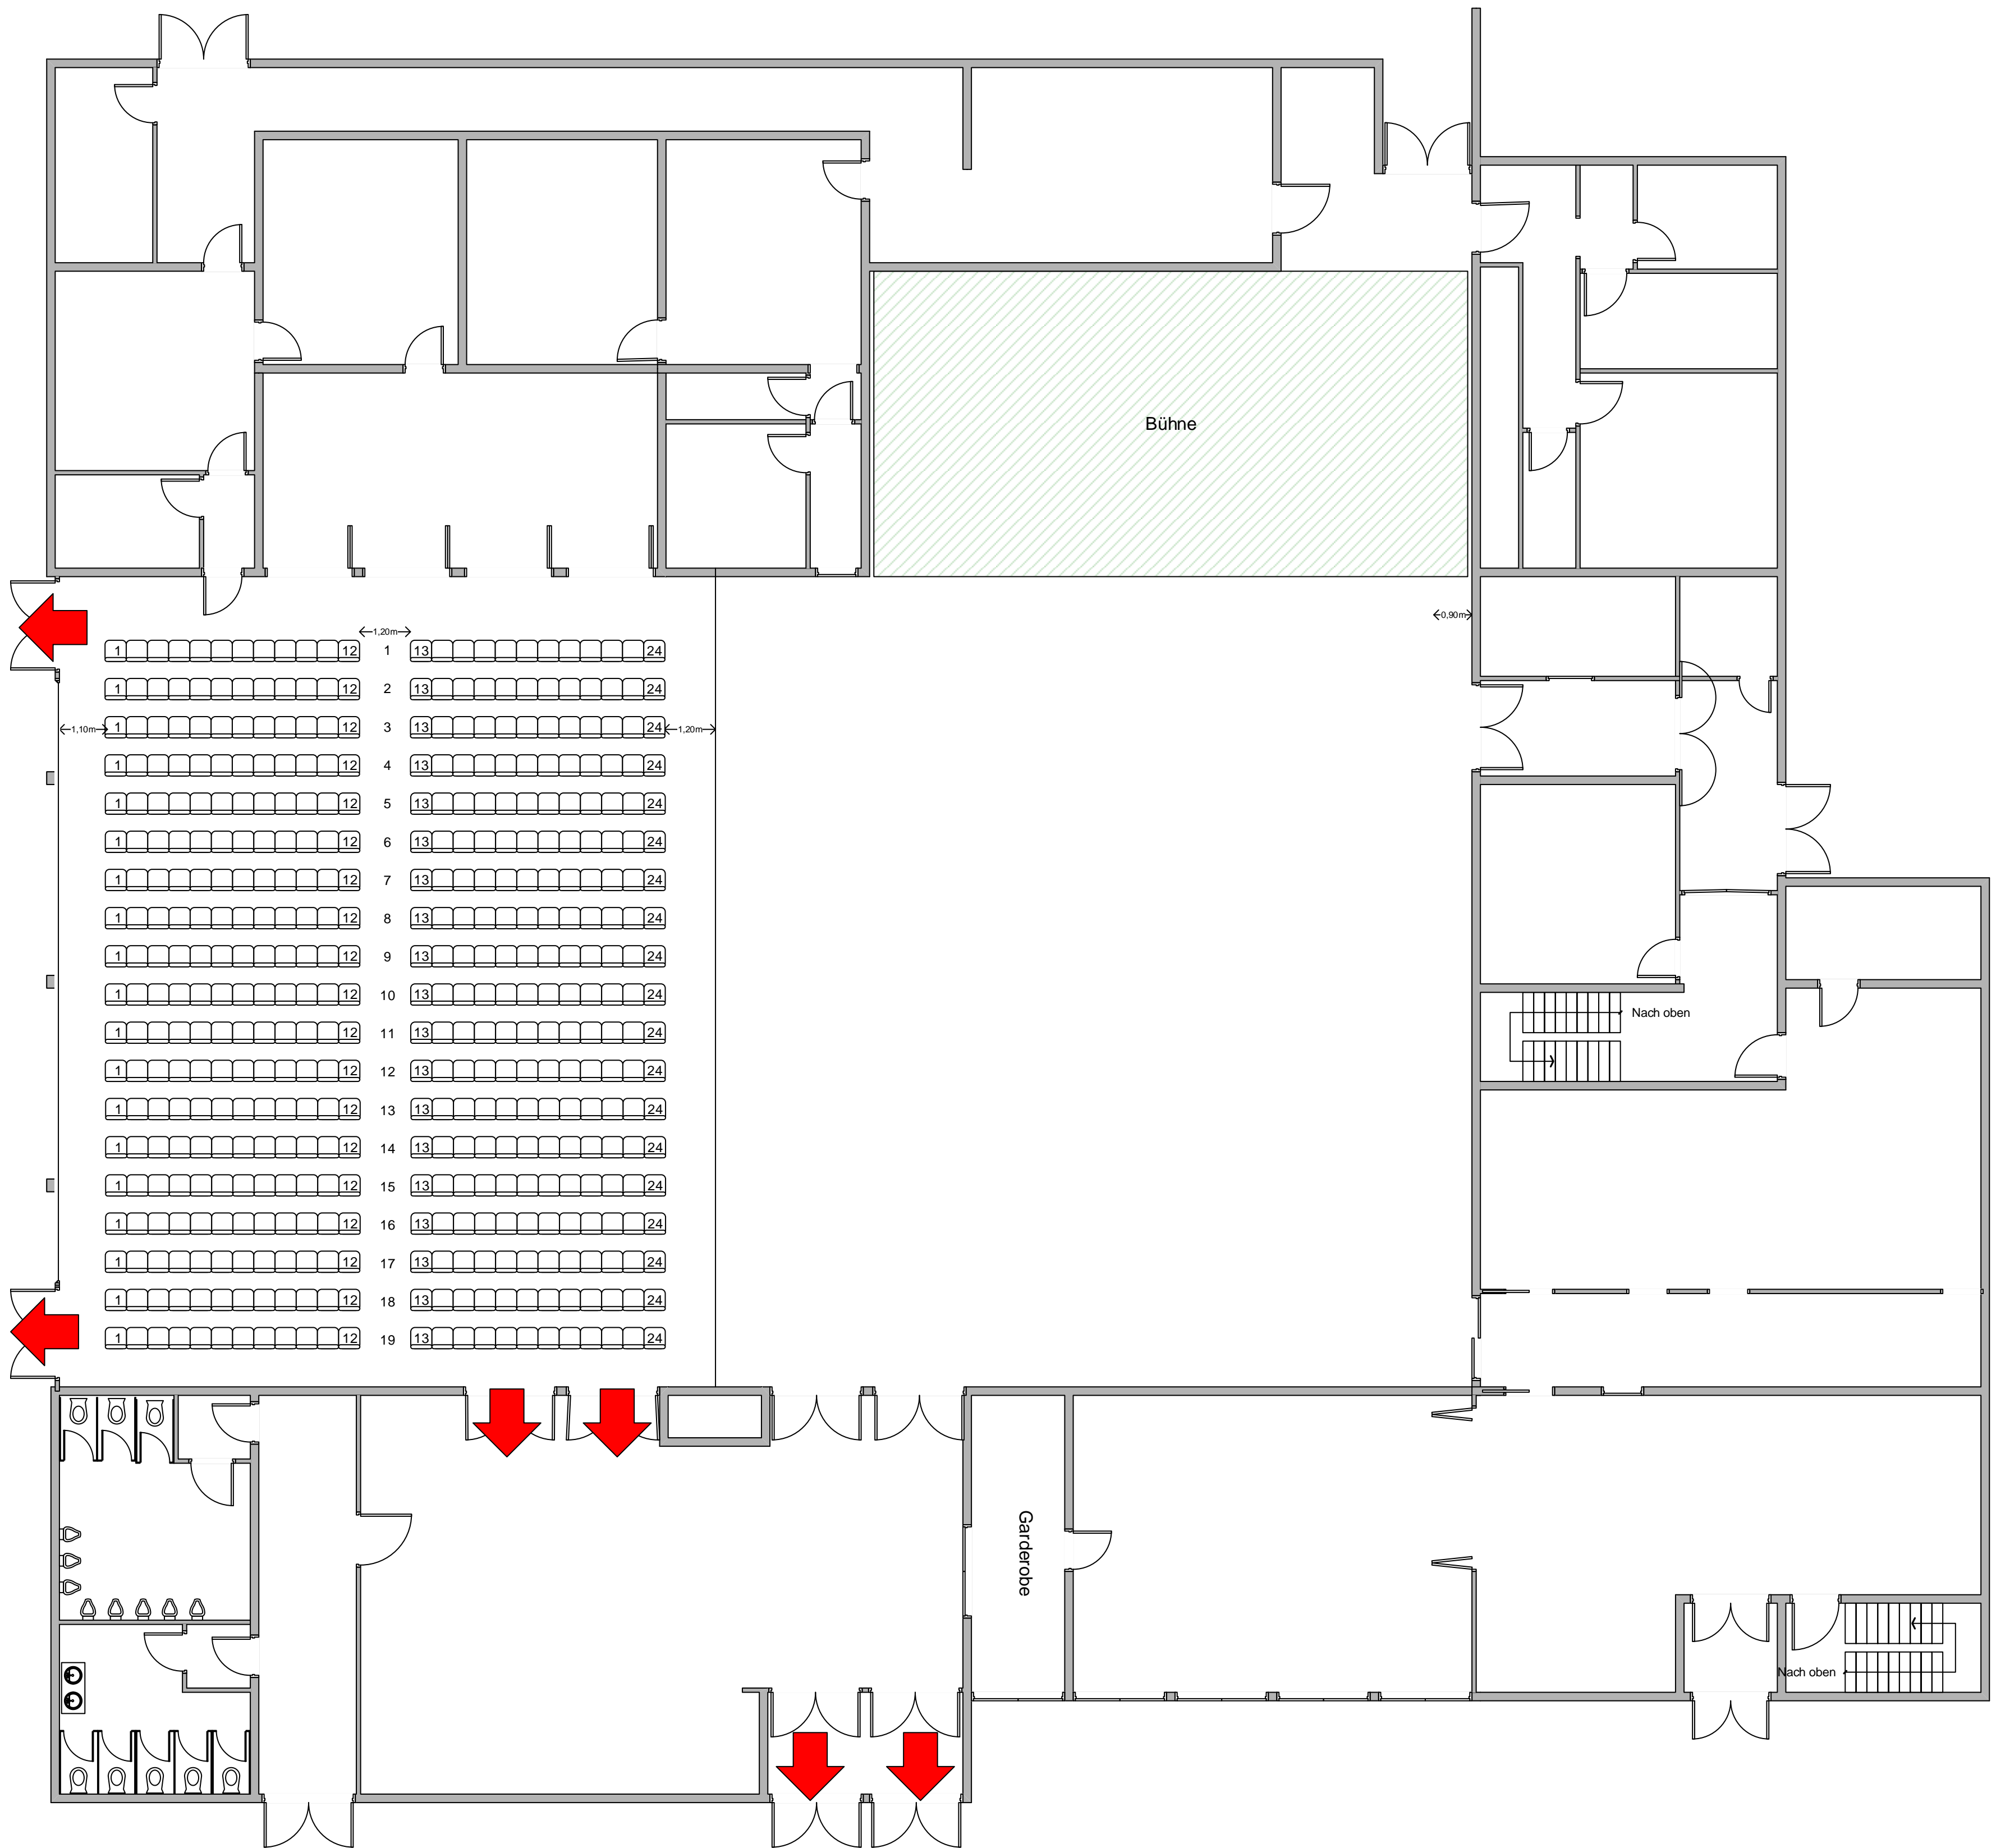 Bühne
0,90m
1,20m
1 12 1 13 24
1 12 2 13 24
1,10m 1 12 3 13 24 1,20m
1 12 4 13 24
1 12 5 13 24
1 12 6 13 24
1 12 7 13 24
1 12 8 13 24
1 12 9 13 24
1 12 10 13 24
1 12 11 13 24
Nach oben
1 12 12 13 24
1 12 13 13 24
1 12 14 13 24
1 12 15 13 24
1 12 16 13 24
1 12 17 13 24
1 12 18 13 24
1 12 19 13 24
Garderobe
Nach oben